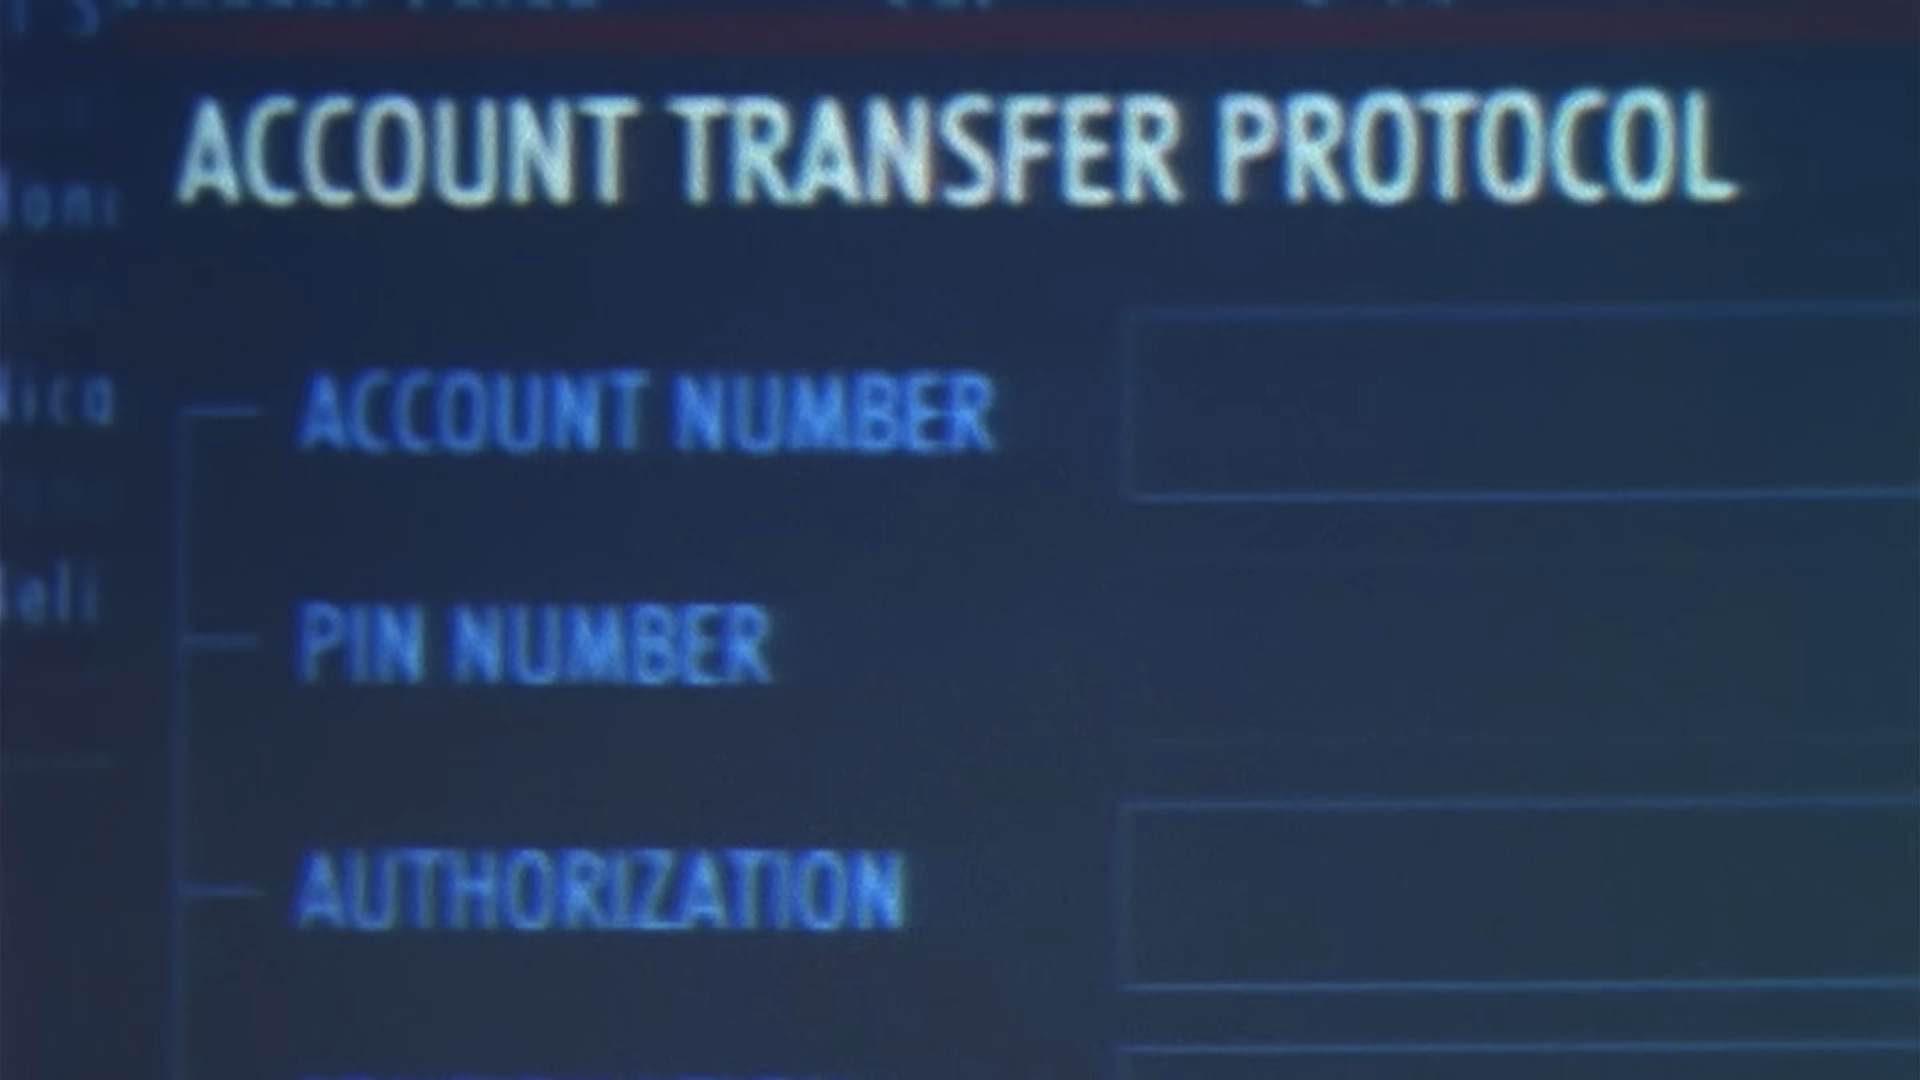 ACCOUNT TRANSFER PROTOCOL
ACCOUNT NUMBER
PIN NUMBER
AUTHORIZATION